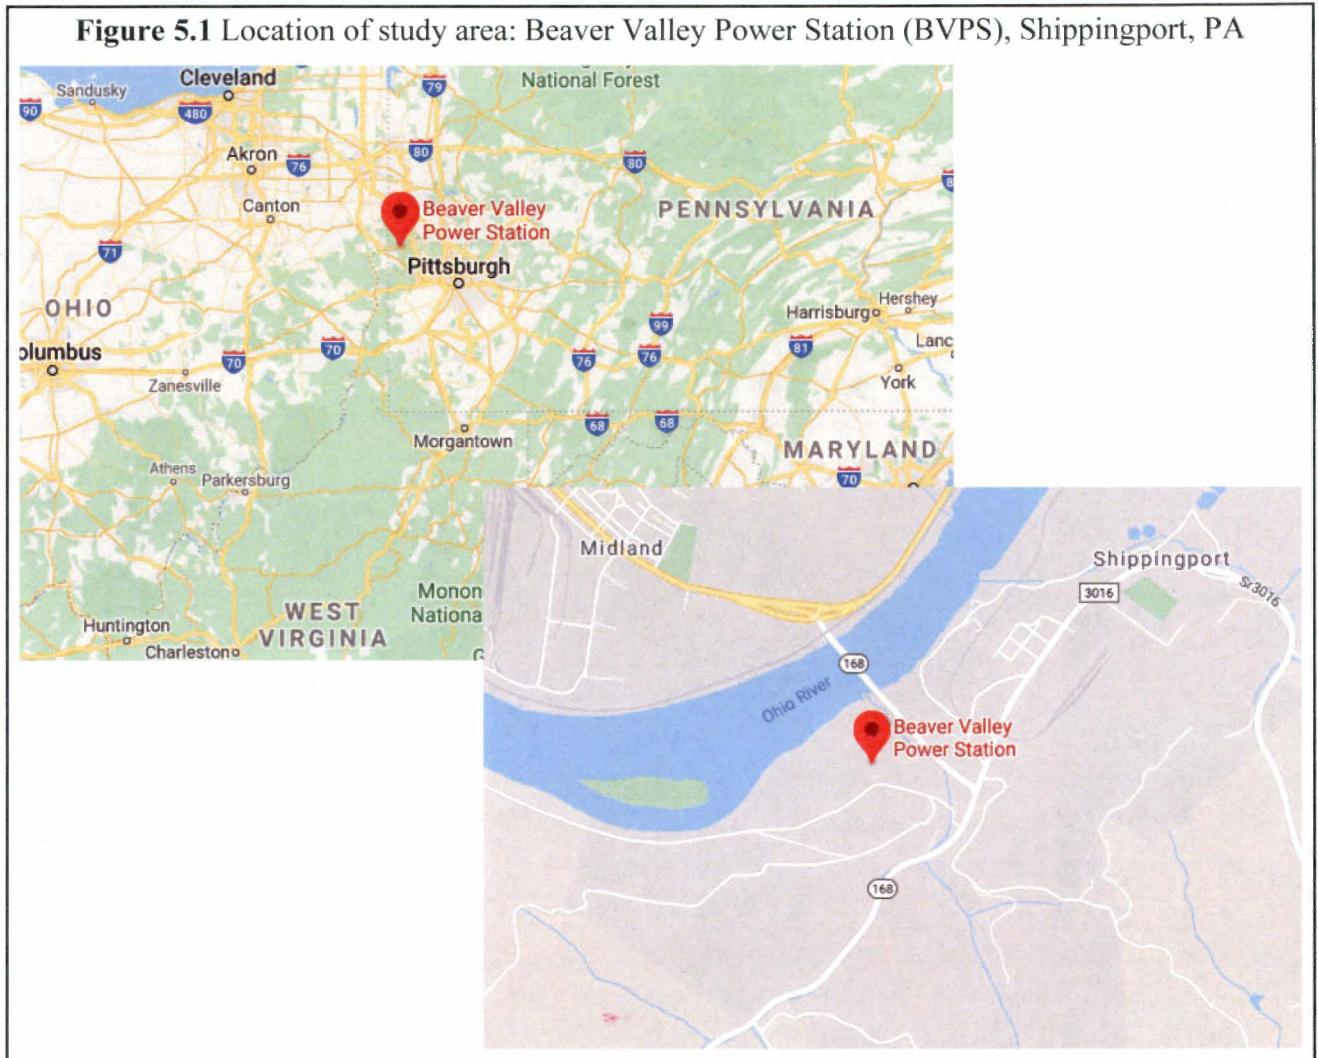 Figure 5.1 Location of study area: Beaver Valley Power Station (BVPS), Shippingport, PA
National Forest
Cleveland
Sandusky
79
90
480
Akron
76
80
80
8
Canton
Beaver Valley
Power Station
PENNSYLVANIA
71
Pittsburgh
OHIO
Hershey
Harrisburg
99
81
Lanc
olumbus
70
70
76
76
York
Zanesville
68
68
Morgantown
MARYLAND
70
Athens
Parkersburg
Monon
Nationa
G
WEST
VIRGINIA
Huntington
Charleston
Midland
Shippingport
3016
Sr3016
168
Ohio River
Beaver Valley
Power Station
168